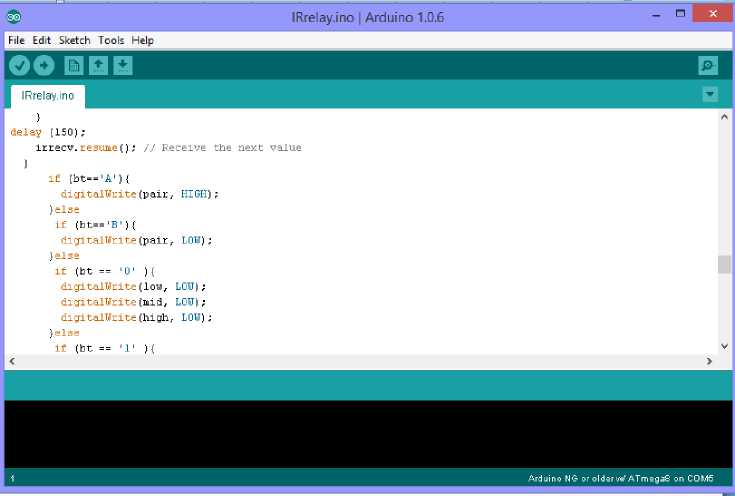 IRrelay.ino | Arduino 1.0.6
File Edit Sketch Tools Help
IRrelay.ino
}
delay (150);
irrecv.resume(); // Receive the next value
}
if (bt=='A'){
digitalWrite(pair, HIGH);
}else
if (bt=='B'){
digitalWrite(pair, LOW);
}else
if (bt == '0' ){
digitalWrite(low, LOW);
digitalWrite(mid, LOW);
digitalWrite(high, LOW);
}else
if (bt == '1' ){
1
Arduino NG or older w/ ATmega8 on COM5